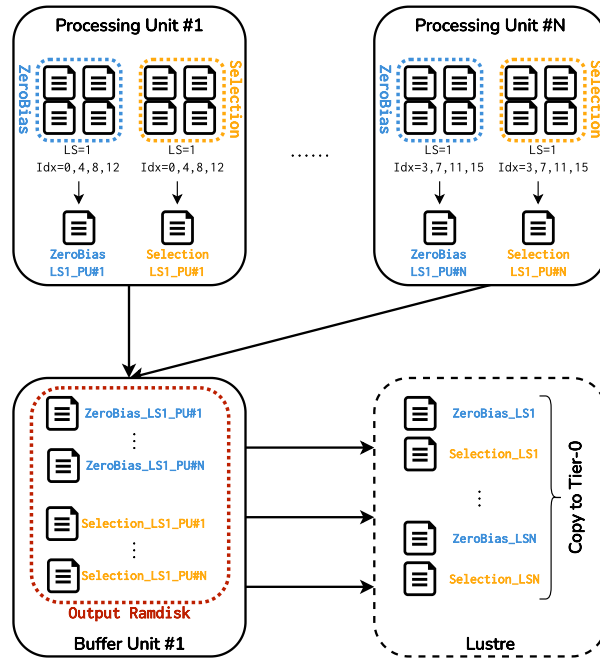 Processing Unit #1
ZeroBias
Selection
LS=1
LS=1
Idx=0,4,8,12
Idx=0,4,8,12
ZeroBias
LS1_PU#1
Selection
LS1_PU#1
......
Processing Unit #N
ZeroBias
Selection
LS=1
LS=1
Idx=3,7,11,15
Idx=3,7,11,15
ZeroBias
LS1_PU#N
Selection
LS1_PU#N
ZeroBias_LS1_PU#1
...
ZeroBias_LS1_PU#N
Selection_LS1_PU#1
...
Selection_LS1_PU#N
Output Ramdisk
Buffer Unit #1
ZeroBias_LS1
Selection_LS1
...
ZeroBias_LSN
Selection_LSN
Copy to Tier-0
Lustre